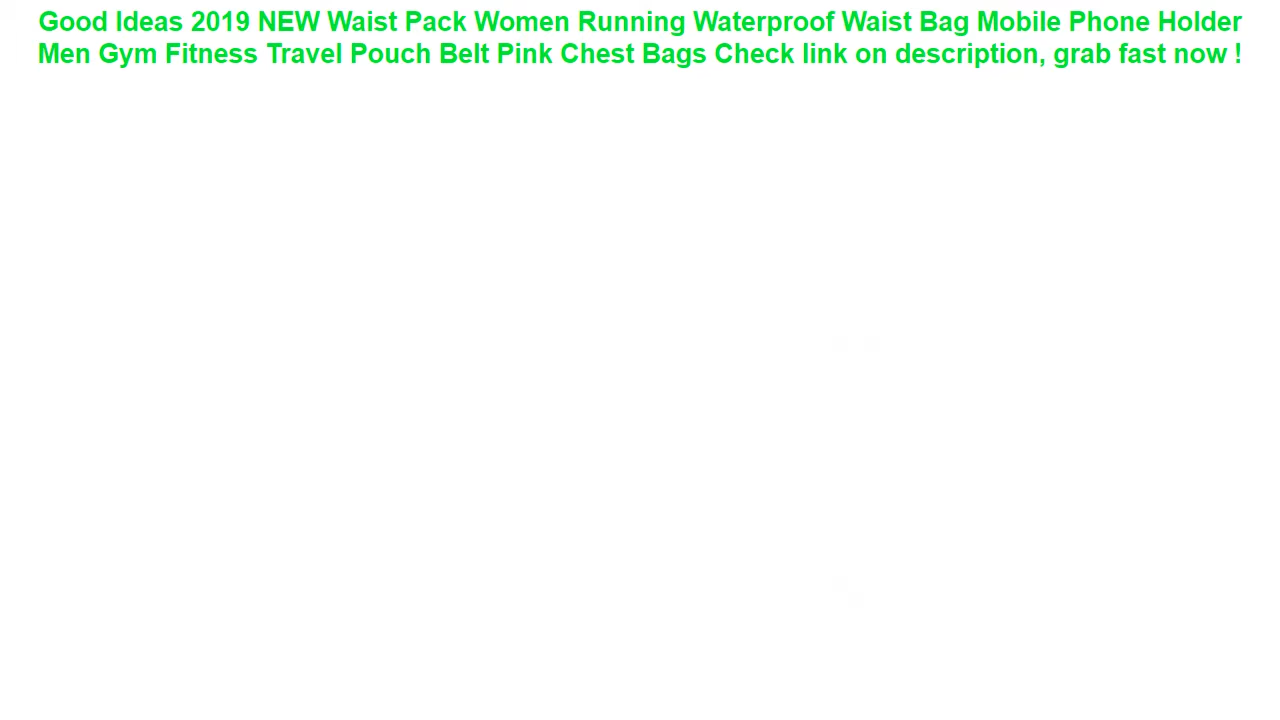 Good Ideas 2019 NEW Waist Pack Women Running Waterproof Waist Bag Mobile Phone Holder
Men Gym Fitness Travel Pouch Belt Pink Chest Bags Check link on description, grab fast now !